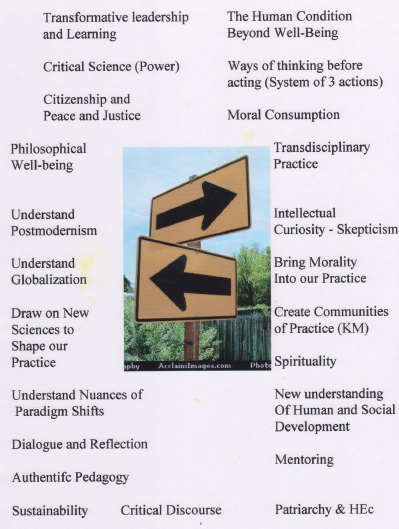 Transformative leadership
and Learning
The Human Condition
Beyond Well-Being
Critical Science (Power)
Ways of thinking before
acting (System of 3 actions)
Citizenship and
Peace and Justice
Moral Consumption
Philosophical
Well-being
Transdisciplinary
Practice
Understand
Postmodernism
Intellectual
Curiosity - Skepticism
Understand
Globalization
Bring Morality
Into our Practice
Draw on New
Sciences to
Shape our
Practice
Create Communities
of Practice (KM)
phy AcclaimImages.com Photo
Spirituality
Understand Nuances of
Paradigm Shifts
New understanding
Of Human and Social
Development
Dialogue and Reflection
Mentoring
Authentifc Pedagogy
Sustainability Critical Discourse Patriarchy & HEc